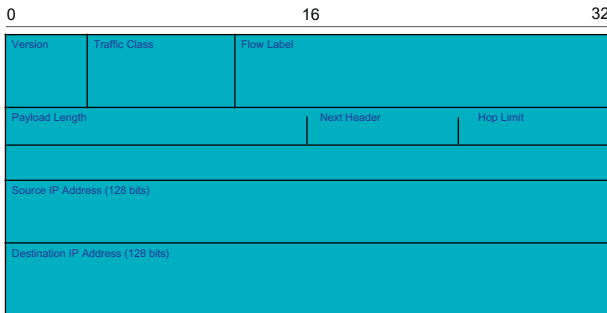 0 16 32
Version Traffic Class Flow Label
Payload Length Next Header Hop Limit
Source IP Address (128 bits)
Destination IP Address (128 bits)